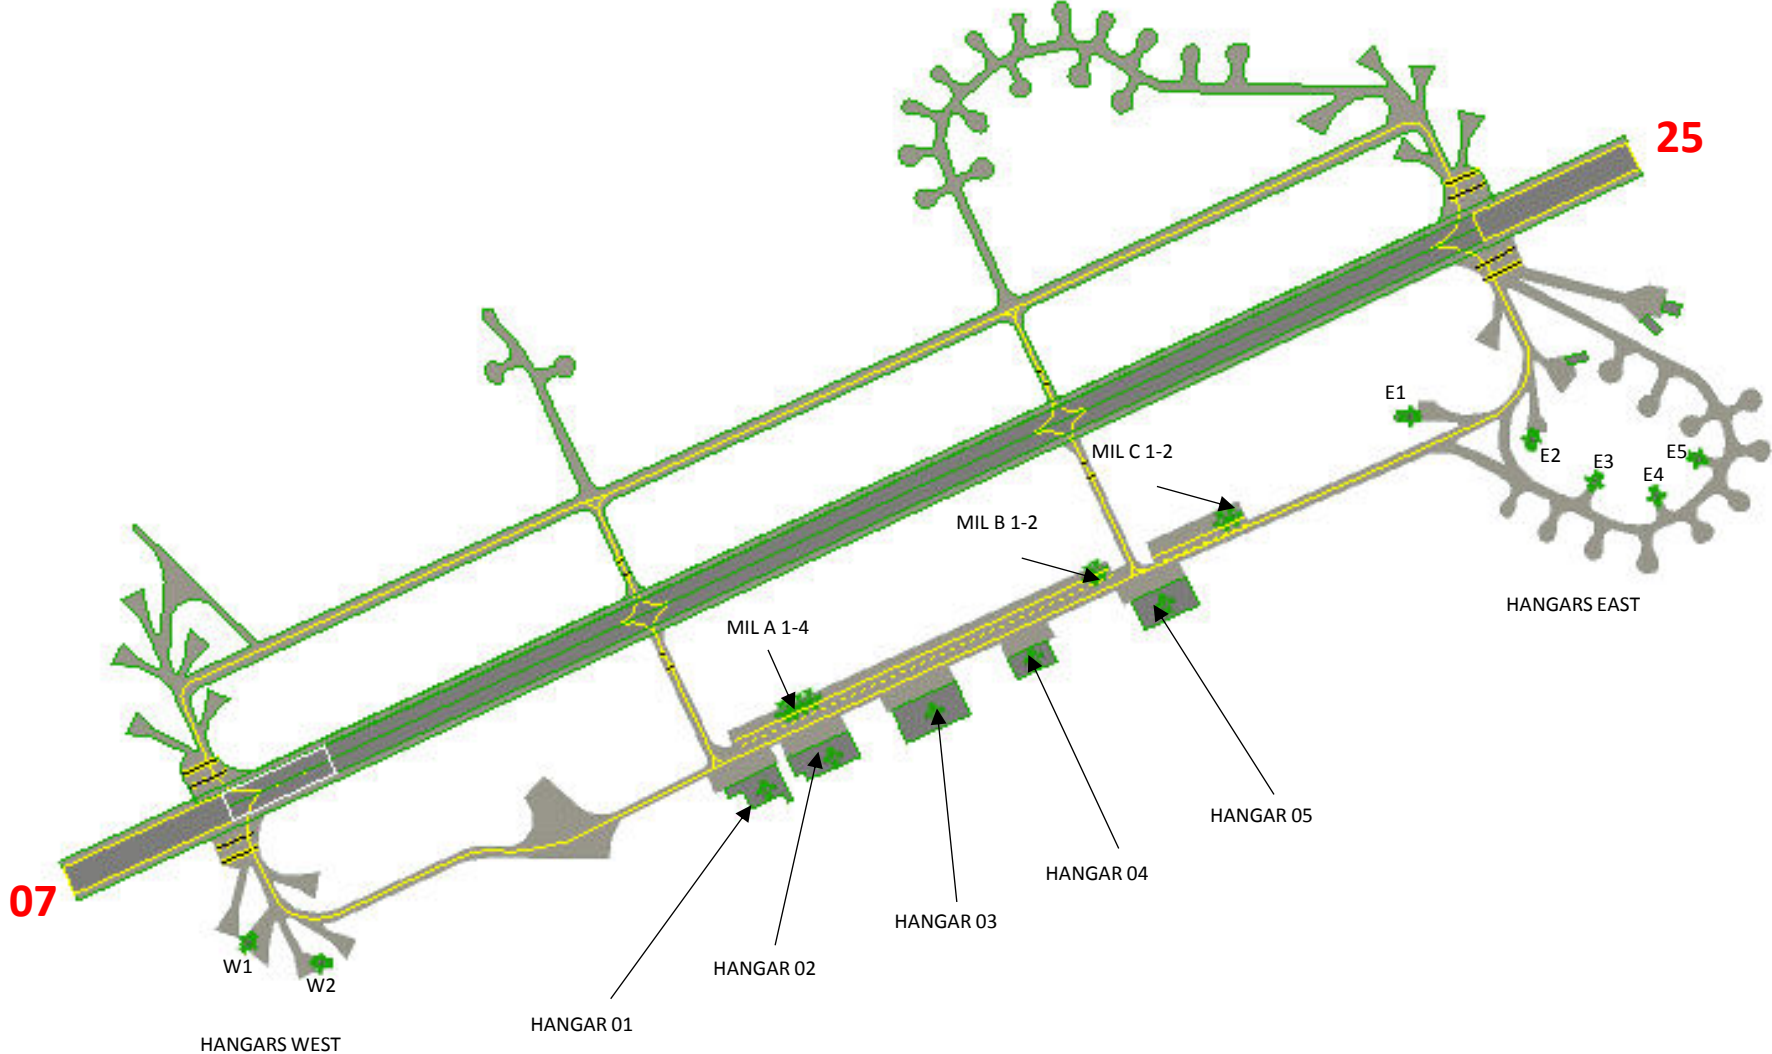 25
E1
MIL C 1-2
E2
E5
E3
E4
MIL B 1-2
HANGARS EAST
MIL A 1-4
HANGAR 05
HANGAR 04
07
HANGAR 03
W1
HANGAR 02
W2
HANGAR 01
HANGARS WEST